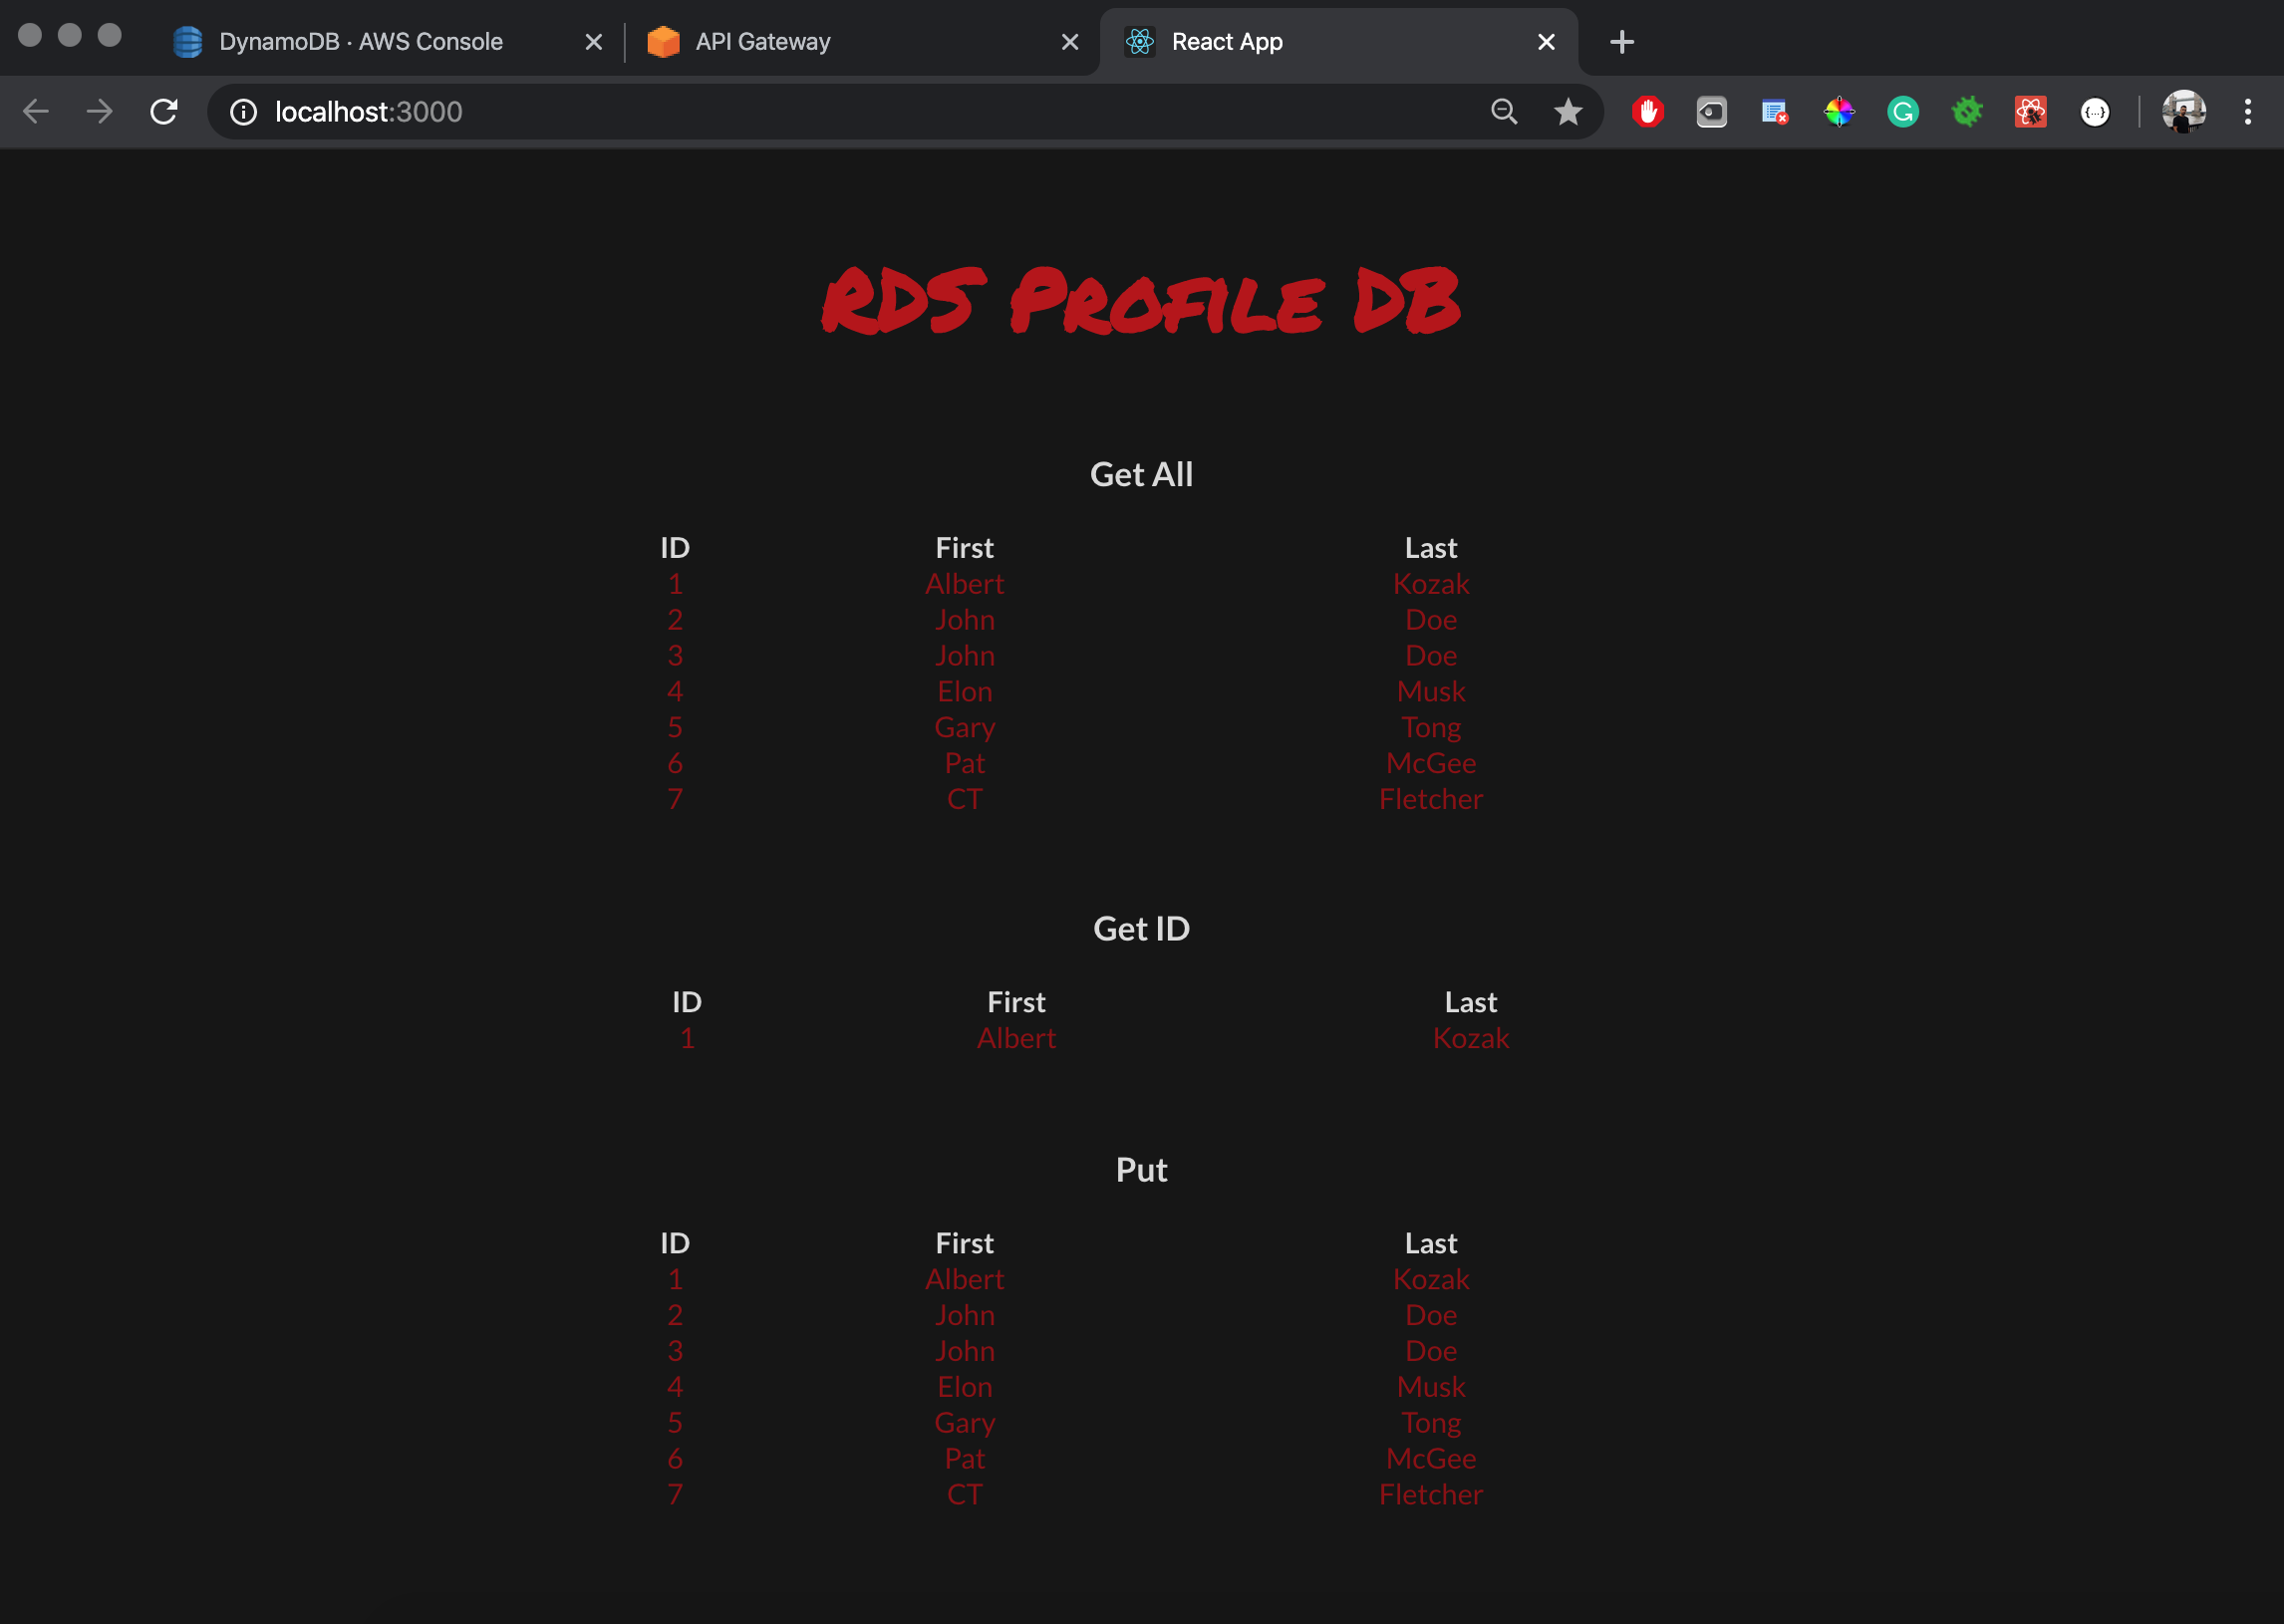 DynamoDB · AWS Console
API Gateway
React App
localhost:3000
RDS Profile DB
Get All
ID First Last
1 Albert Kozak
2 John Doe
3 John Doe
4 Elon Musk
5 Gary Tong
6 Pat McGee
7 CT Fletcher
Get ID
ID First Last
1 Albert Kozak
Put
ID First Last
1 Albert Kozak
2 John Doe
3 John Doe
4 Elon Musk
5 Gary Tong
6 Pat McGee
7 CT Fletcher